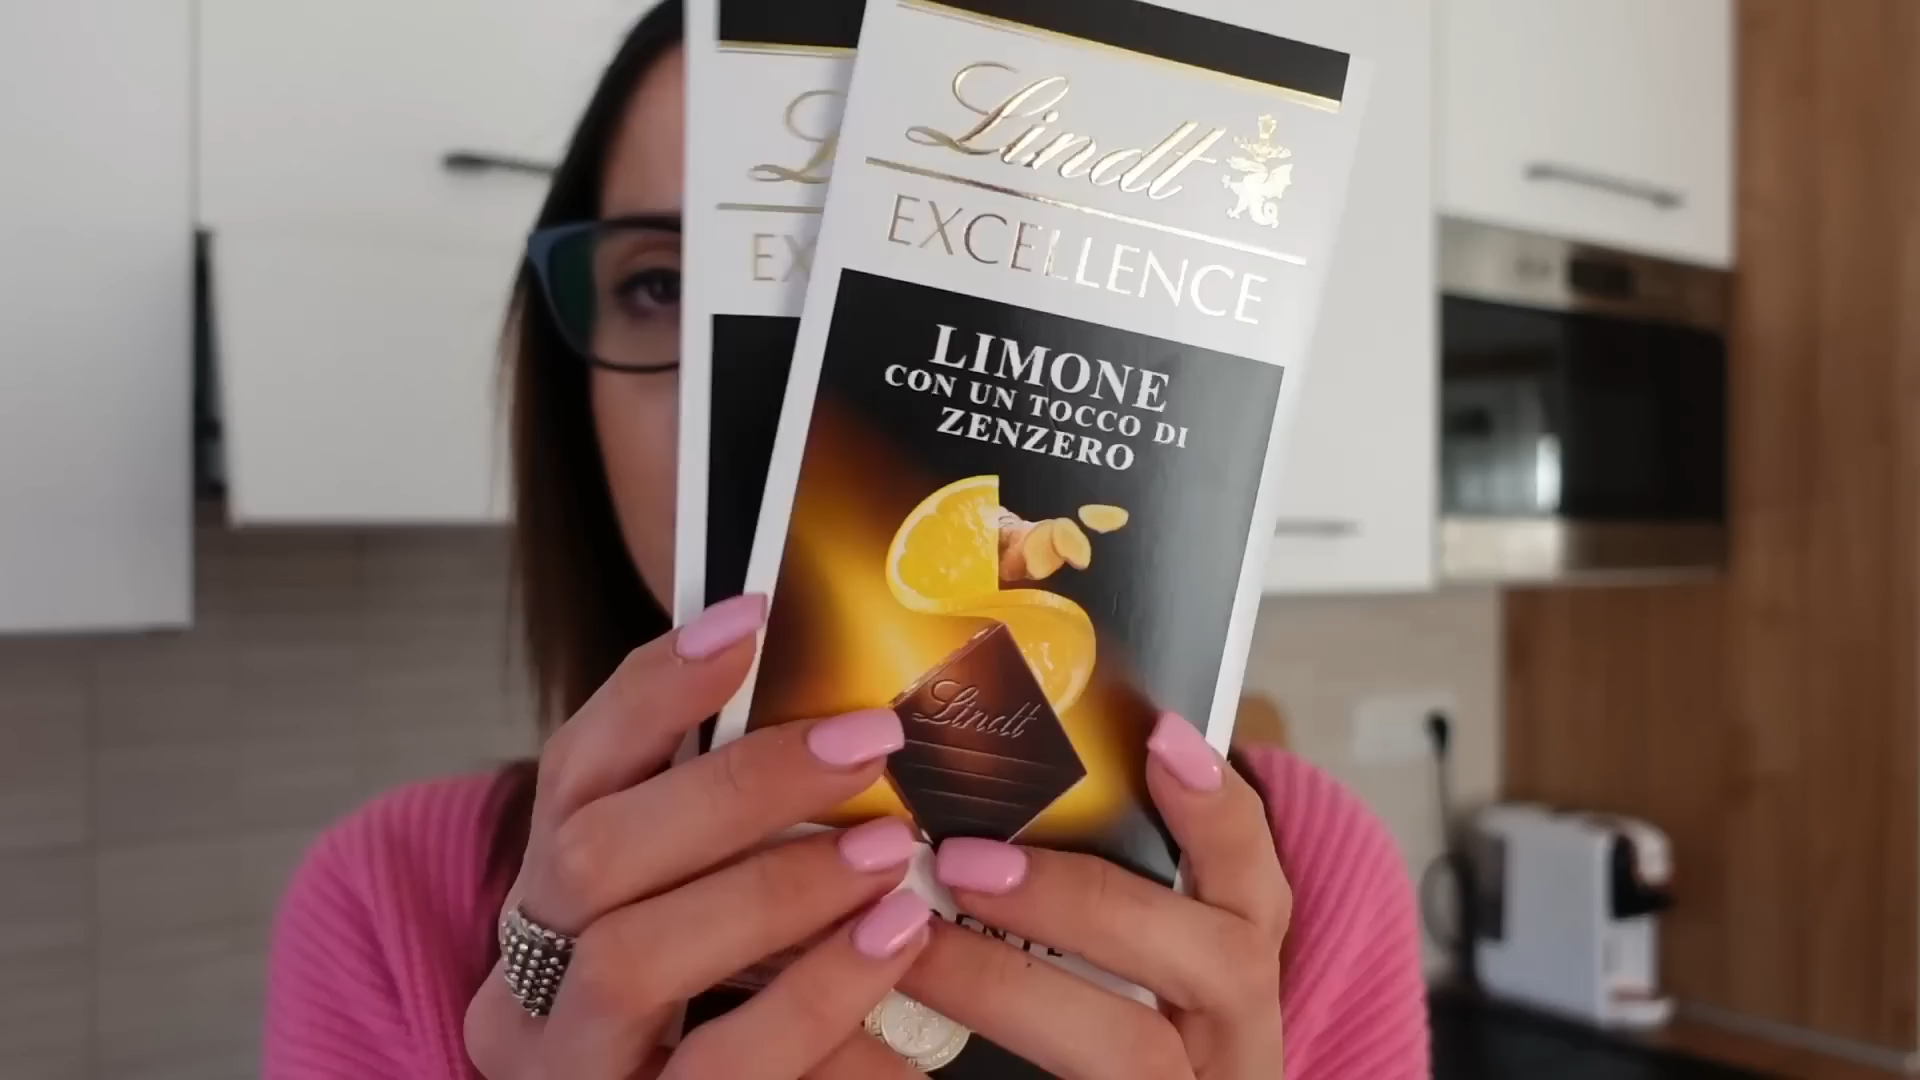 Lindt
EXCELLENCE
LIMONE
CON UN TOCCO DI
ZENZERO
Lindt